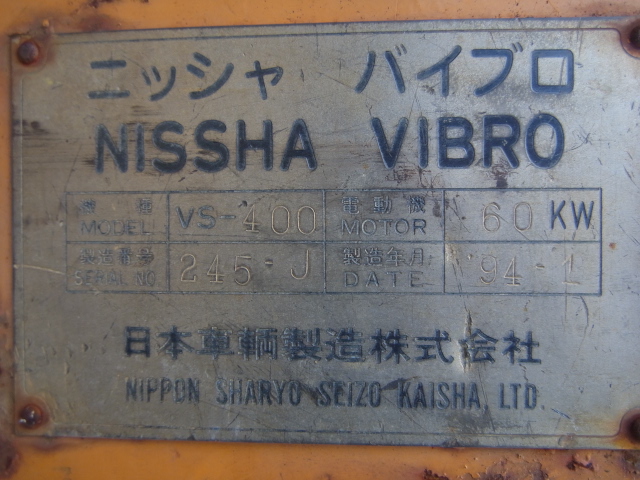 ニッシャ バイブロ
NISSHA VIBRO
機種 VS-400 電動機 60 KW
MODEL MOTOR
製造番号 245-J 製造年月 '94-1
SERIAL NO DATE
日本車輌製造株式会社
NIPPON SHARYO SEIZO KAISHA, LTD.